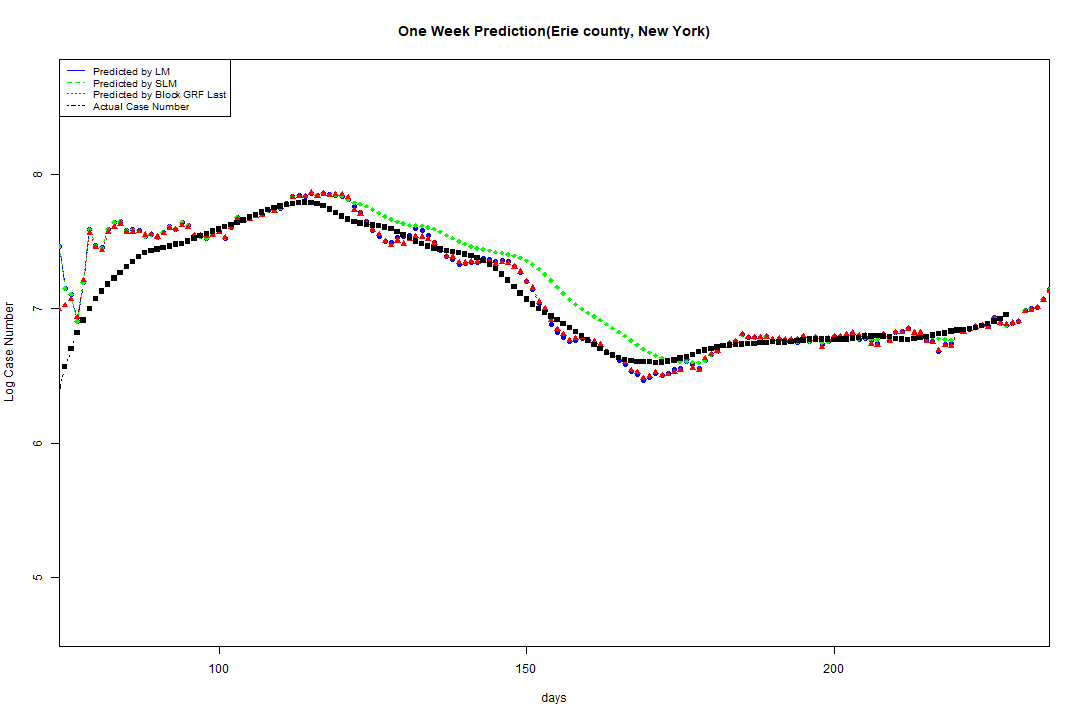 One Week Prediction(Erie county, New York)
Predicted by LM
Predicted by SLM
Predicted by Block GRF Last
Actual Case Number
8
7
6
5
Log Case Number
100 150 200
days